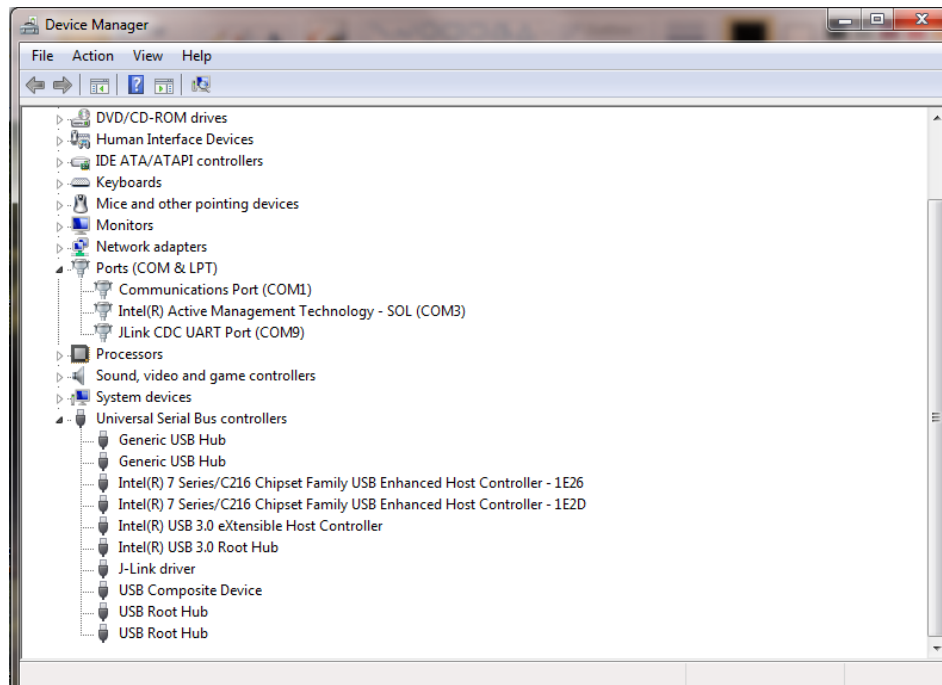 Device Manager
File Action View Help
DVD/CD-ROM drives
Human Interface Devices
IDE ATA/ATAPI controllers
Keyboards
Mice and other pointing devices
Monitors
Network adapters
Ports (COM & LPT)
Communications Port (COM1)
Intel(R) Active Management Technology - SOL (COM3)
JLink CDC UART Port (COM9)
Processors
Sound, video and game controllers
System devices
Universal Serial Bus controllers
Generic USB Hub
Generic USB Hub
Intel(R) 7 Series/C216 Chipset Family USB Enhanced Host Controller - 1E26
Intel(R) 7 Series/C216 Chipset Family USB Enhanced Host Controller - 1E2D
Intel(R) USB 3.0 eXtensible Host Controller
Intel(R) USB 3.0 Root Hub
J-Link driver
USB Composite Device
USB Root Hub
USB Root Hub